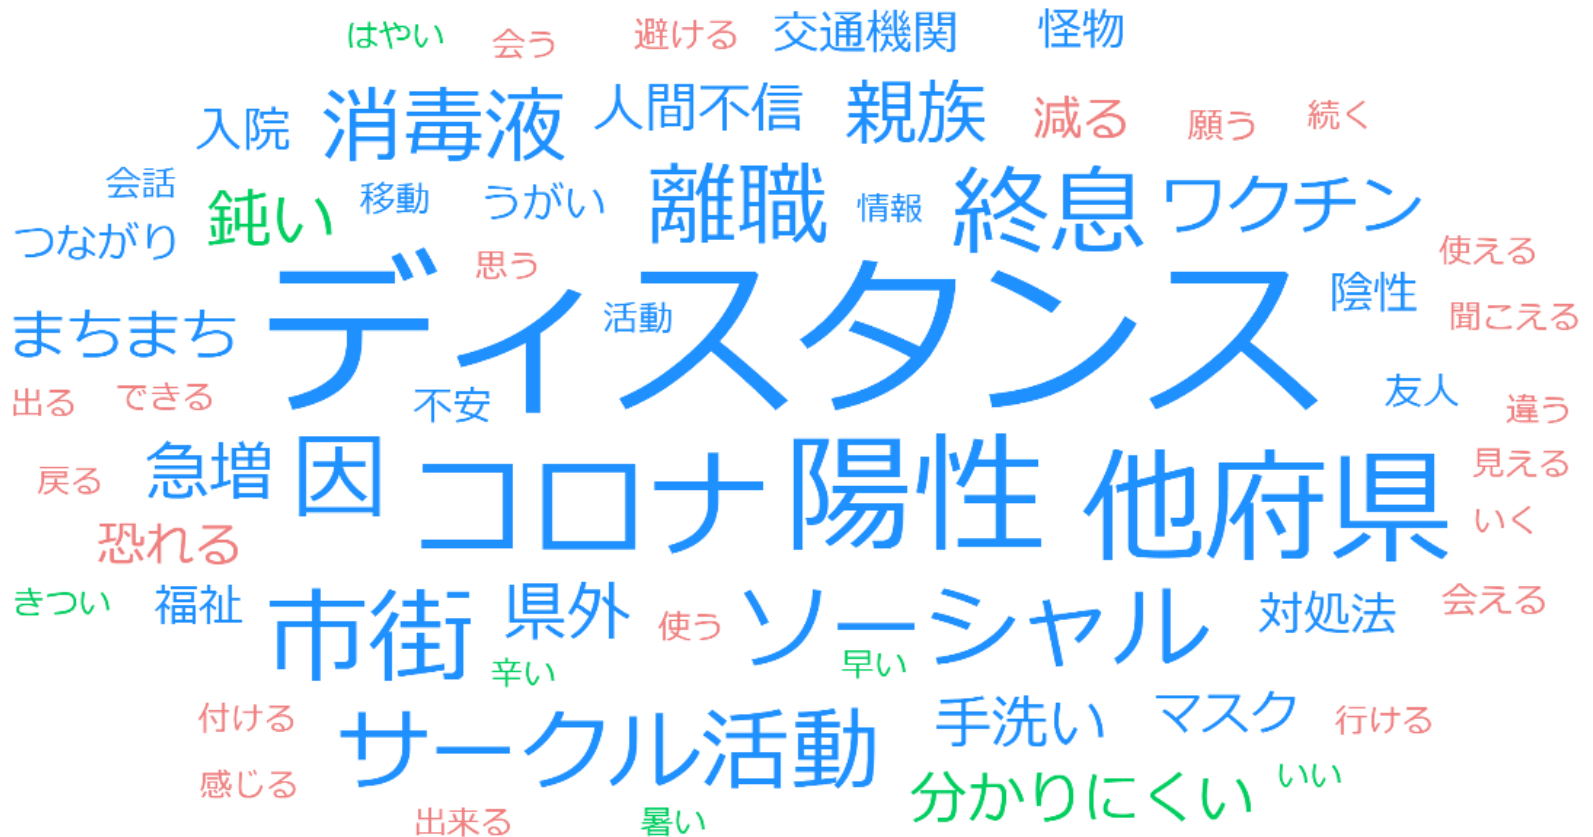 はやい 会う 避ける 交通機関 怪物
入院 消毒液 人間不信 親族 減る 願う 続く
会話 鈍い 移動 うがい 離職 情報 終息 ワクチン
つながり 思う 使える
まちまち ディスタンス 活動 陰性 聞こえる
出る できる 不安 友人 違う
戻る 急増 因 コロナ 陽性 他府県 見える
恐れる いく
きつい 福祉 市街 県外 使う ソーシャル 対処法 会える
辛い 早い
付ける サークル活動 手洗い マスク 行ける
感じる 分かりにくい いい
出来る 暑い